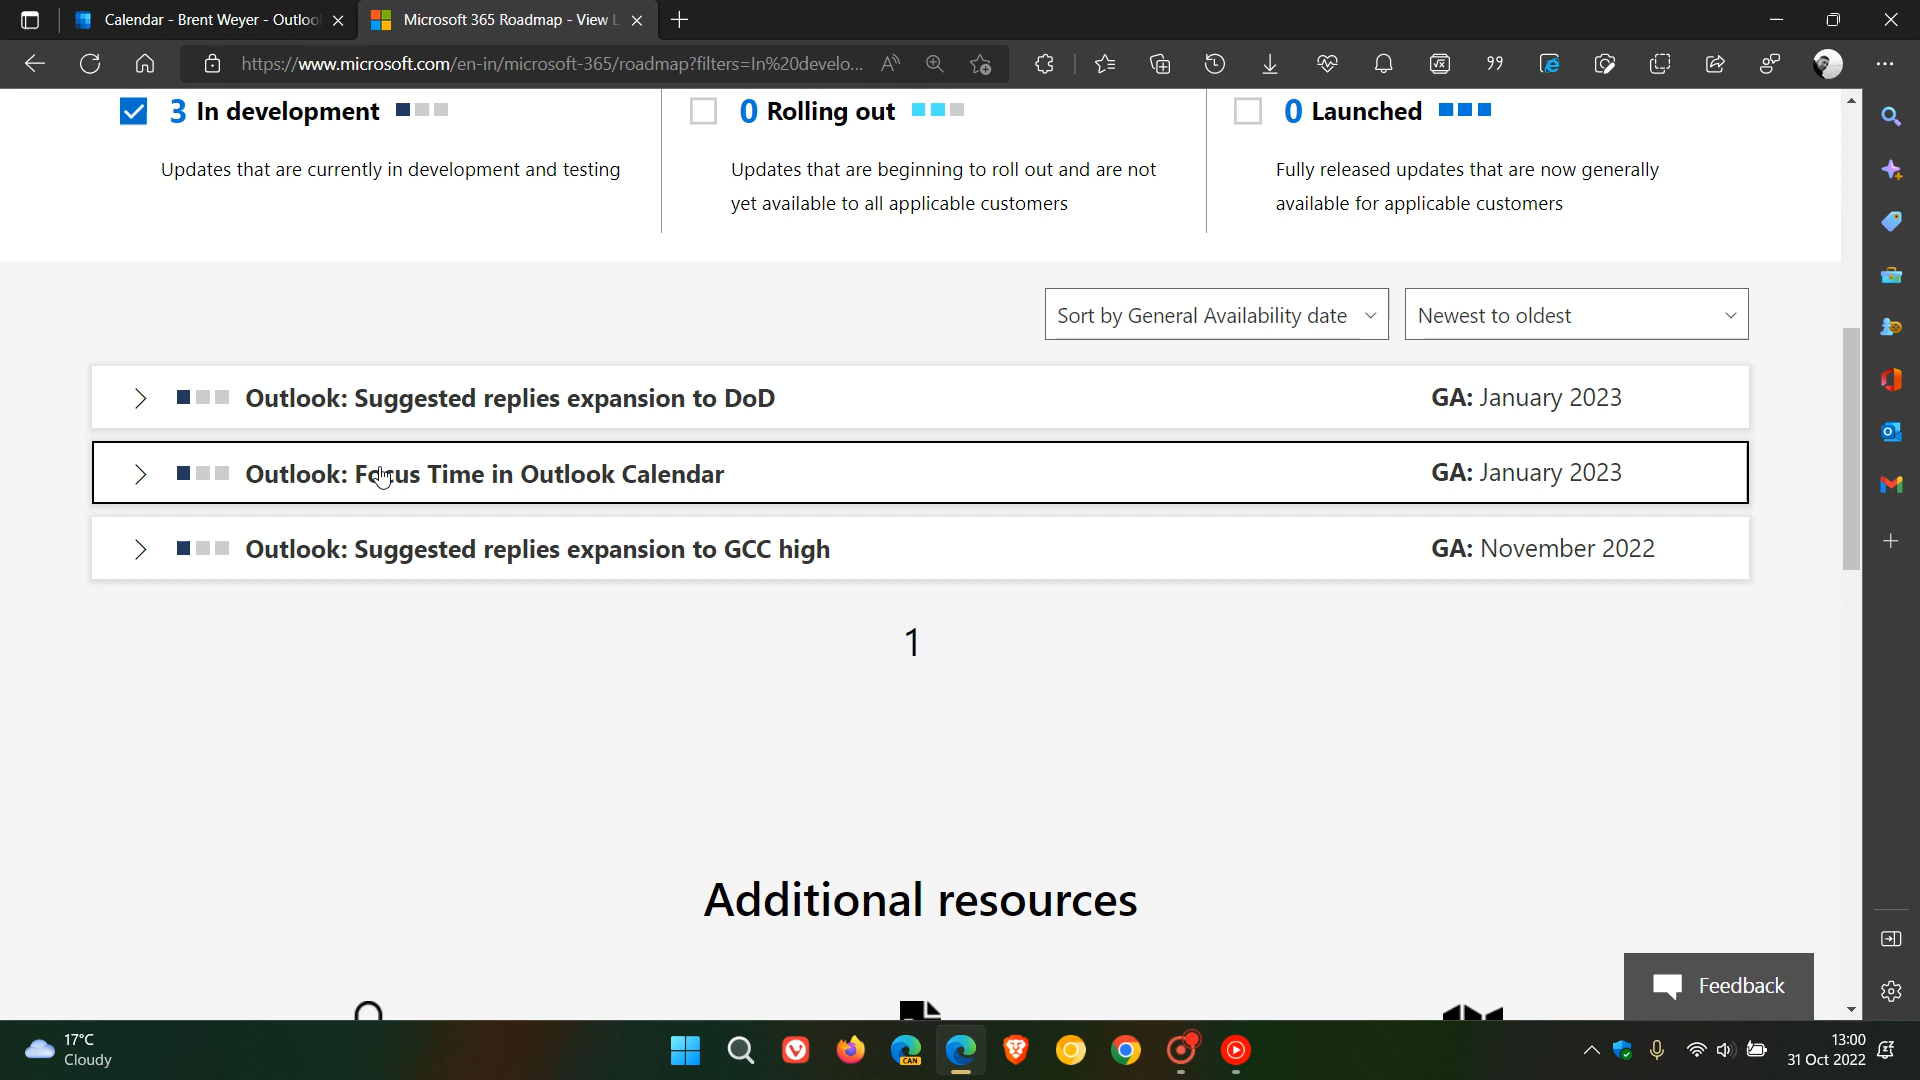 Calendar - Brent Weyer - Outloo
Microsoft 365 Roadmap - View L
https://www.microsoft.com/en-in/microsoft-365/roadmap?filters=In%20develo...
3 In development
0 Rolling out
0 Launched
Updates that are currently in development and testing
Updates that are beginning to roll out and are not
yet available to all applicable customers
Fully released updates that are now generally
available for applicable customers
Sort by General Availability date
Newest to oldest
Outlook: Suggested replies expansion to DoD
GA: January 2023
Outlook: Focus Time in Outlook Calendar
GA: January 2023
Outlook: Suggested replies expansion to GCC high
GA: November 2022
1
Additional resources
Feedback
17°C
Cloudy
CAN
13:00
31 Oct 2022